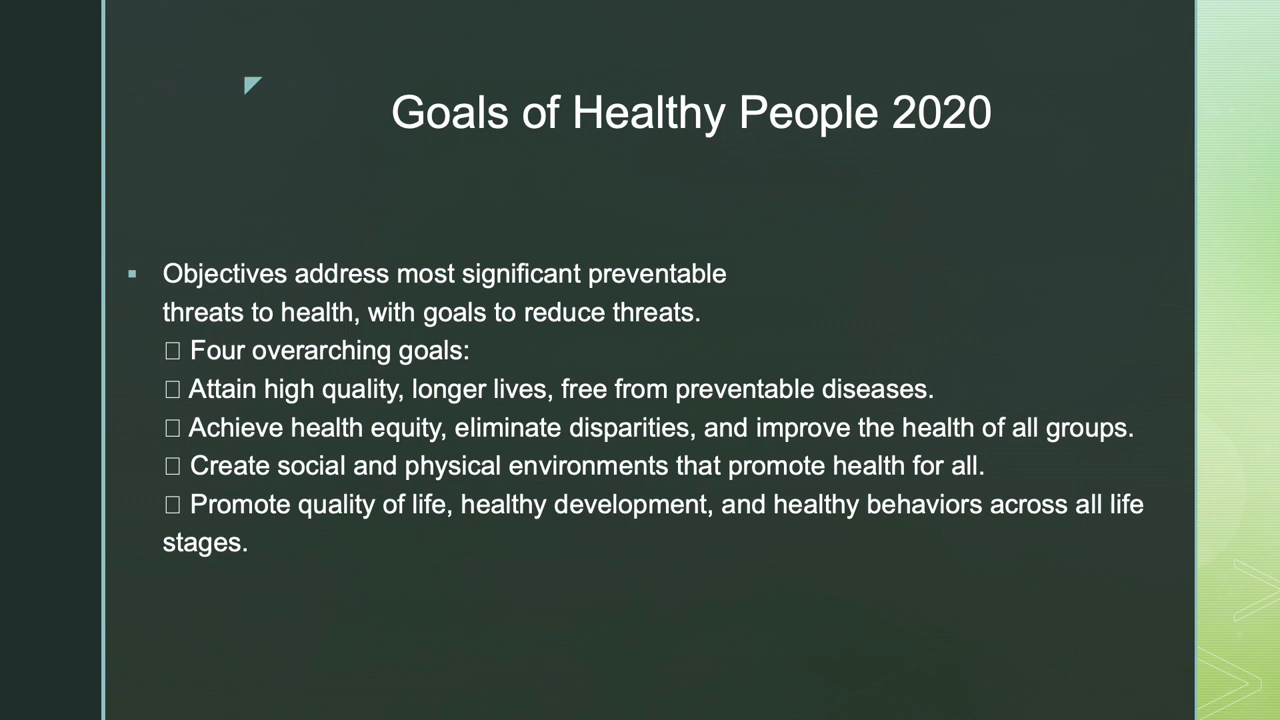 Goals of Healthy People 2020
▪ Objectives address most significant preventable
threats to health, with goals to reduce threats.
□ Four overarching goals:
□ Attain high quality, longer lives, free from preventable diseases.
□ Achieve health equity, eliminate disparities, and improve the health of all groups.
□ Create social and physical environments that promote health for all.
□ Promote quality of life, healthy development, and healthy behaviors across all life
stages.